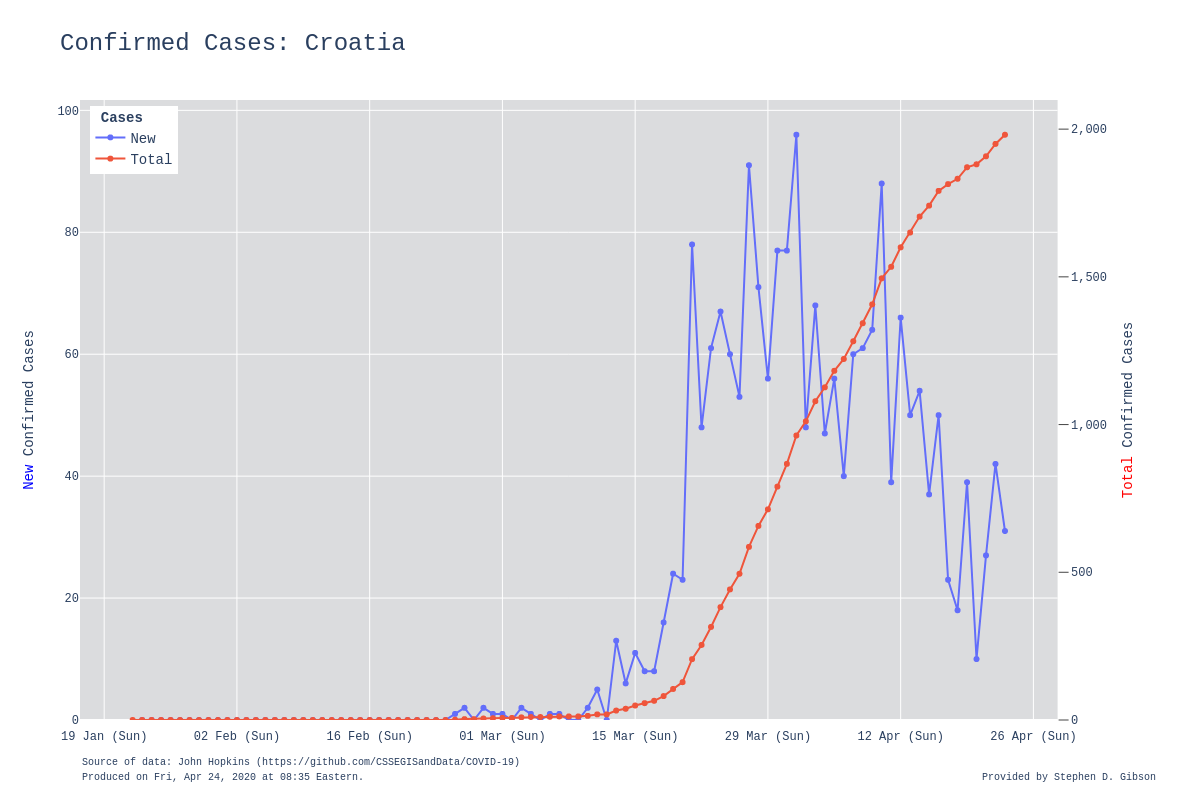 Confirmed Cases: Croatia
Cases
New
Total
100
80
60
40
20
0
2,000
1,500
1,000
500
0
New Confirmed Cases
Total Confirmed Cases
19 Jan (Sun)
02 Feb (Sun)
16 Feb (Sun)
01 Mar (Sun)
15 Mar (Sun)
29 Mar (Sun)
12 Apr (Sun)
26 Apr (Sun)
Source of data: John Hopkins (https://github.com/CSSEGISandData/COVID-19)
Produced on Fri, Apr 24, 2020 at 08:35 Eastern.
Provided by Stephen D. Gibson